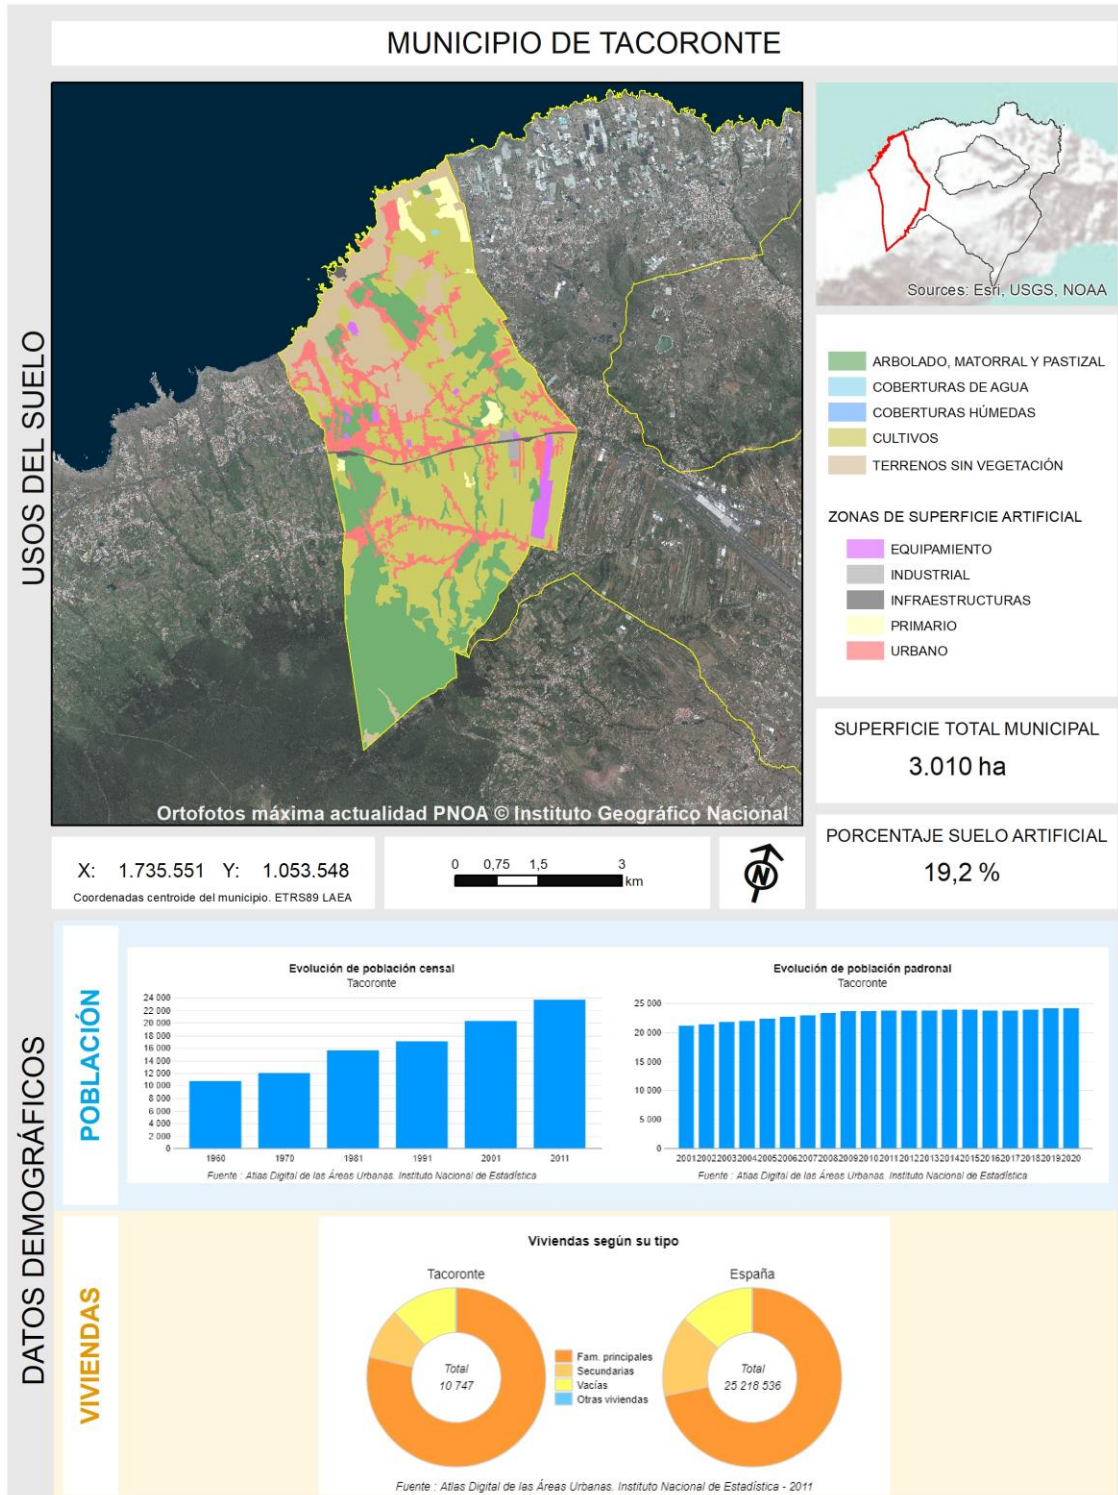 MUNICIPIO DE TACORONTE
USOS DEL SUELO
Ortofotos máxima actualidad PNOA © Instituto Geográfico Nacional
Sources: Esri, USGS, NOAA
ARBOLADO, MATORRAL Y PASTIZAL
COBERTURAS DE AGUA
COBERTURAS HÚMEDAS
CULTIVOS
TERRENOS SIN VEGETACIÓN
ZONAS DE SUPERFICIE ARTIFICIAL
EQUIPAMIENTO
INDUSTRIAL
INFRAESTRUCTURAS
PRIMARIO
URBANO
SUPERFICIE TOTAL MUNICIPAL
3.010 ha
PORCENTAJE SUELO ARTIFICIAL
19,2 %
X: 1.735.551 Y: 1.053.548
Coordenadas centroide del municipio. ETRS89 LAEA
0 0,75 1,5 3
km
N
DATOS DEMOGRÁFICOS
POBLACIÓN
Evolución de población censal
Tacoronte
24 000
22 000
20 000
18 000
16 000
14 000
12 000
10 000
8 000
6 000
4 000
2 000
0
1960 1970 1981 1991 2001 2011
Fuente : Atlas Digital de las Áreas Urbanas. Instituto Nacional de Estadística
Evolución de población padronal
Tacoronte
25 000
20 000
15 000
10 000
5 000
0
2001 2002 2003 2004 2005 2006 2007 2008 2009 2010 2011 2012 2013 2014 2015 2016 2017 2018 2019 2020
Fuente : Atlas Digital de las Áreas Urbanas. Instituto Nacional de Estadística
VIVIENDAS
Viviendas según su tipo
Tacoronte
Total
10 747
Fam. principales
Secundarias
Vacías
Otras viviendas
España
Total
25 218 536
Fuente : Atlas Digital de las Áreas Urbanas. Instituto Nacional de Estadística - 2011